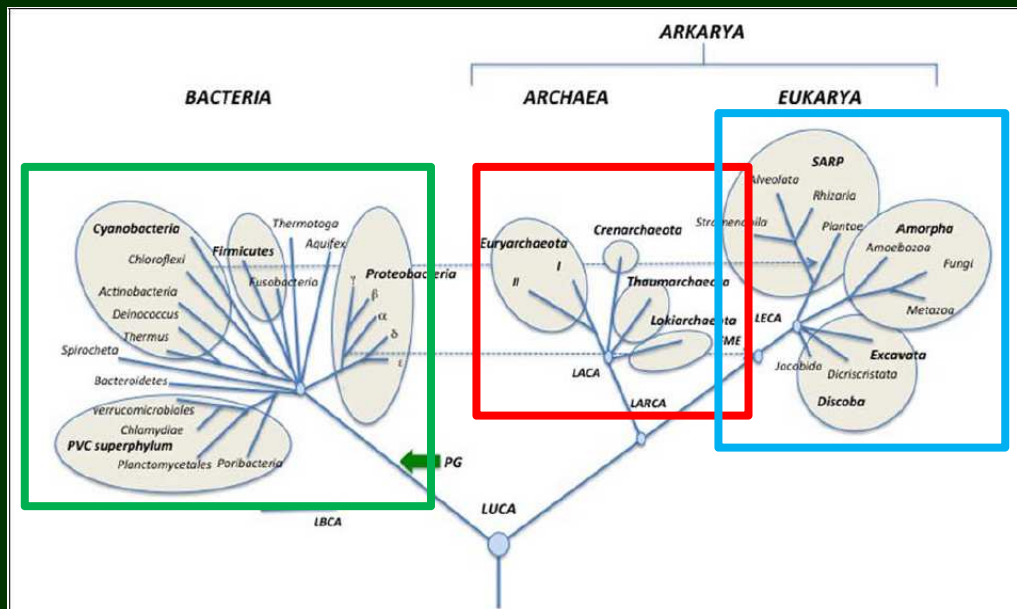 ARKARYA
BACTERIA
ARCHAEA
EUKARYA
Cyanobacteria
Chloroflexi
Actinobacteria
Deinococcus
Thermus
Spirocheta
Bacteroidetes
Verrucomicrobiales
Chlamydiae
PVC superphylum
Planctomycetales
Poribacteria
Firmicutes
Fusobacteria
Thermotoga
Aquifex
Proteobacteria
γ
β
α
δ
ε
PG
LBCA
LUCA
Euryarchaeota
I
II
Crenarchaeota
Thaumarchaeota
Lokiarchaeota
LACA
LARCA
FME
LECA
SARP
Alveolata
Rhizaria
Stramenopila
Plantae
Amorpha
Amoebozoa
Fungi
Metazoa
Excavata
Jacobida
Dicriscristata
Discoba